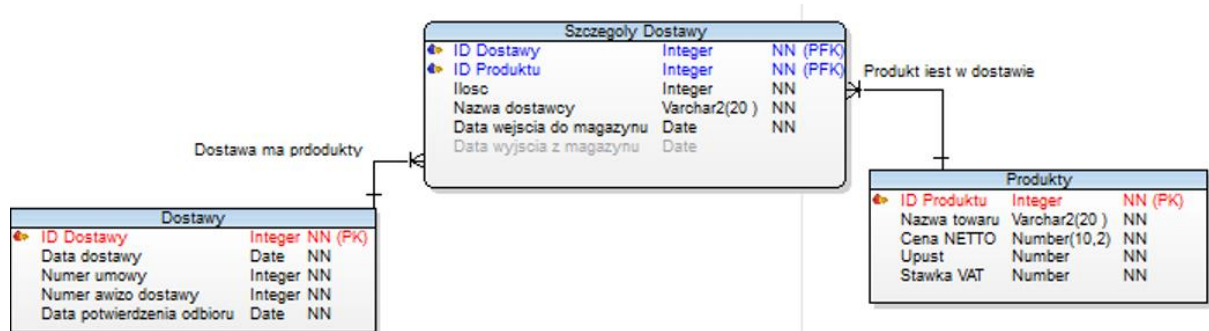 Szczegoly Dostawy
ID Dostawy Integer NN (PFK)
ID Produktu Integer NN (PFK)
Ilosc Integer NN
Nazwa dostawcy Varchar2(20 ) NN
Data wejscia do magazynu Date NN
Data wyjscia z magazynu Date
Produkt iest w dostawie
Dostawa ma prdodukty
Produkty
ID Produktu Integer NN (PK)
Nazwa towaru Varchar2(20 ) NN
Cena NETTO Number(10,2) NN
Upust Number NN
Stawka VAT Number NN
Dostawy
ID Dostawy Integer NN (PK)
Data dostawy Date NN
Numer umowy Integer NN
Numer awizo dostawy Integer NN
Data potwierdzenia odbioru Date NN